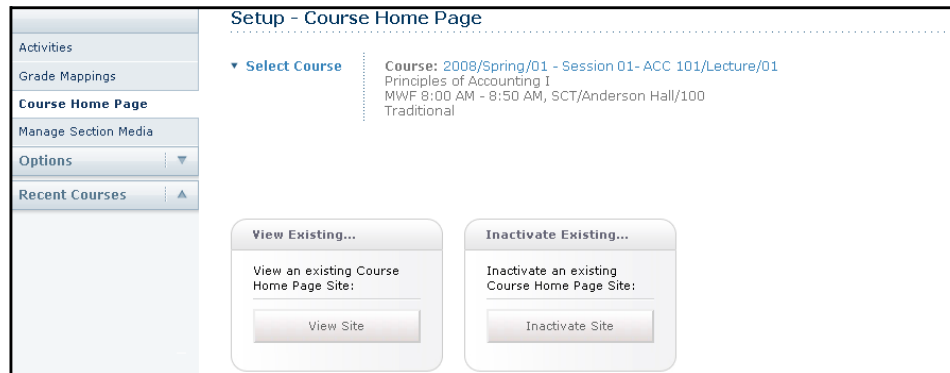 Setup - Course Home Page
Activities
Grade Mappings
Course Home Page
Manage Section Media
Options
Recent Courses
Select Course
Course: 2008/Spring/01 - Session 01- ACC 101/Lecture/01
Principles of Accounting I
MWF 8:00 AM - 8:50 AM, SCT/Anderson Hall/100
Traditional
View Existing...
View an existing Course
Home Page Site:
View Site
Inactivate Existing...
Inactivate an existing
Course Home Page Site:
Inactivate Site